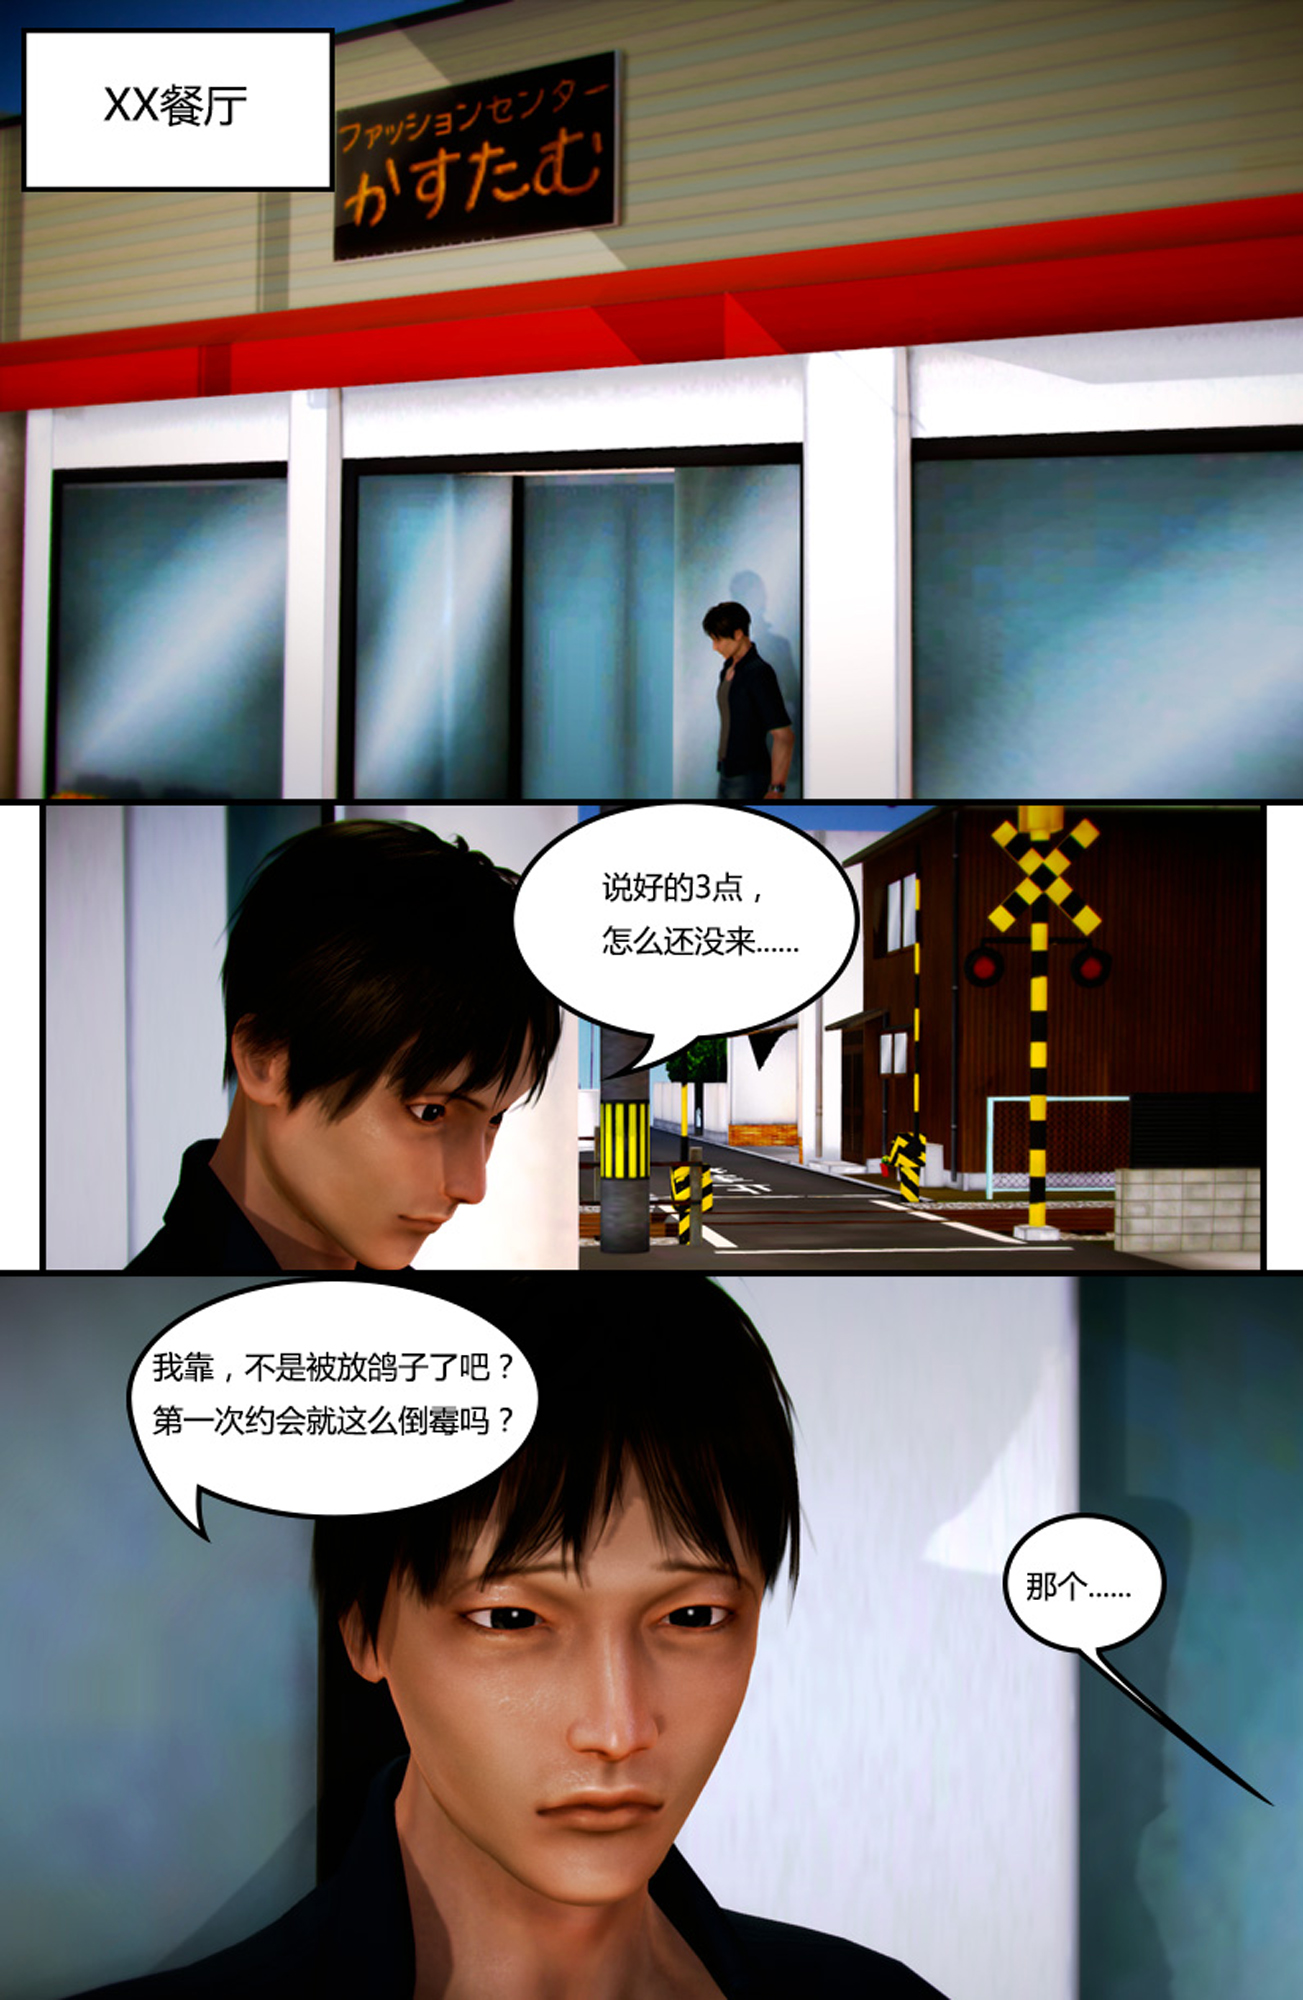 XX餐厅
ファッションセンター
かすたむ
说好的3点，
怎么还没来……
我靠，不是被放鸽子了吧？
第一次约会就这么倒霉吗？
那个……